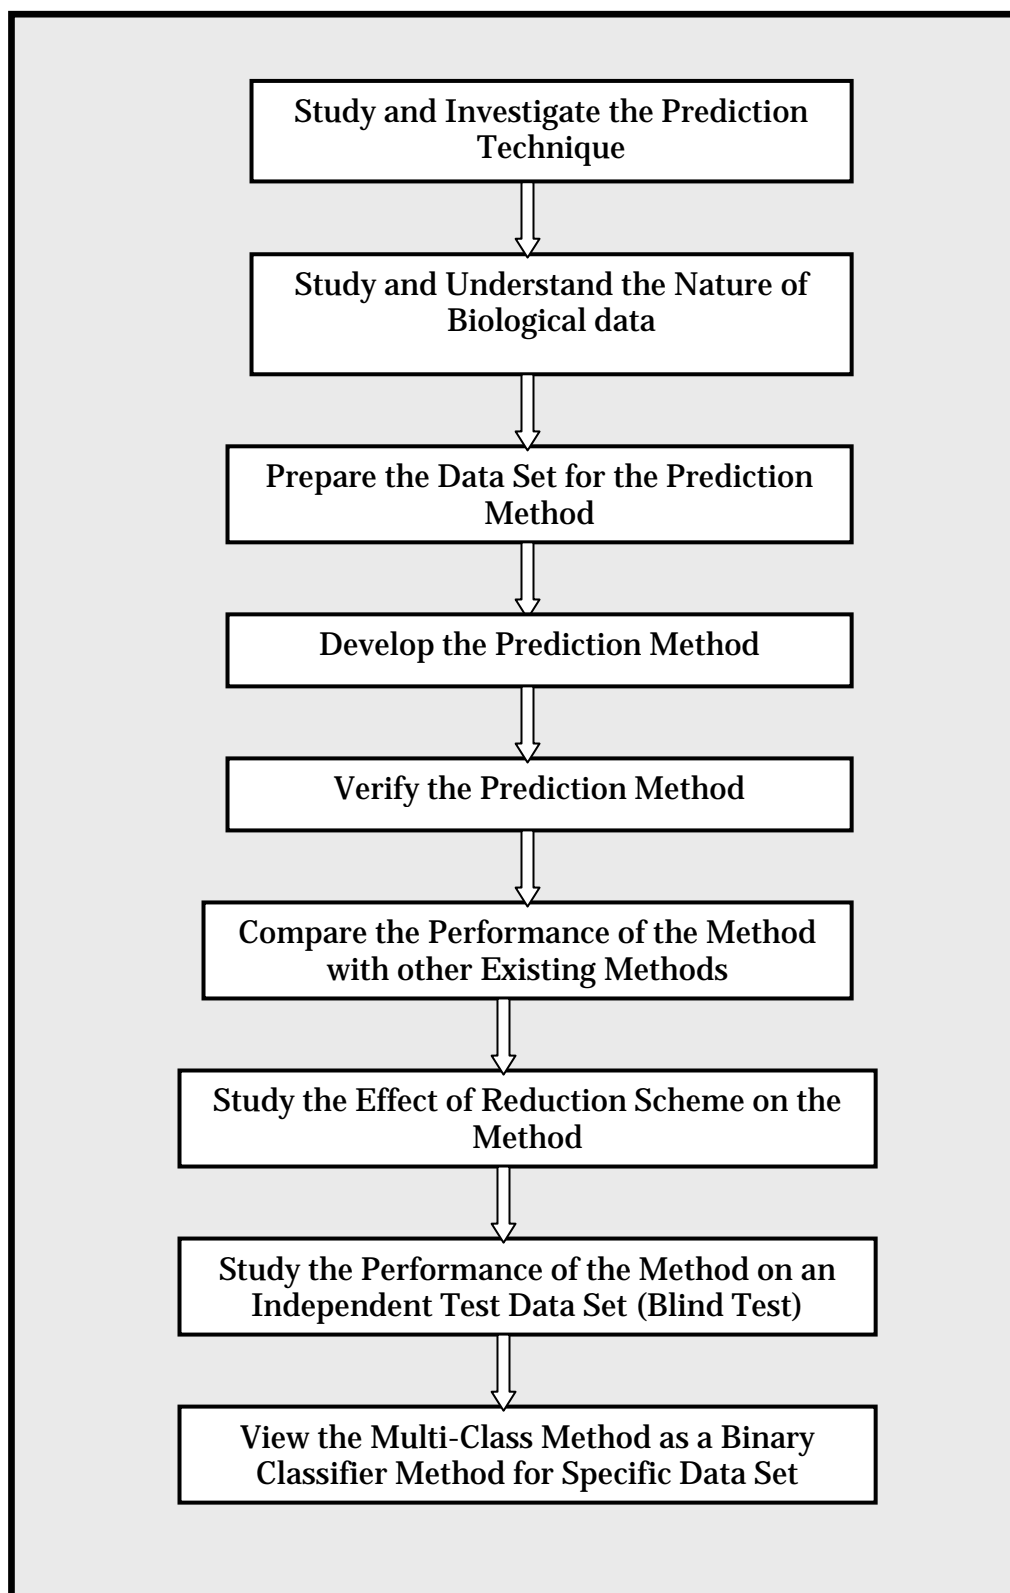 Study and Investigate the Prediction
Technique
Study and Understand the Nature of
Biological data
Prepare the Data Set for the Prediction
Method
Develop the Prediction Method
Verify the Prediction Method
Compare the Performance of the Method
with other Existing Methods
Study the Effect of Reduction Scheme on the
Method
Study the Performance of the Method on an
Independent Test Data Set (Blind Test)
View the Multi-Class Method as a Binary
Classifier Method for Specific Data Set